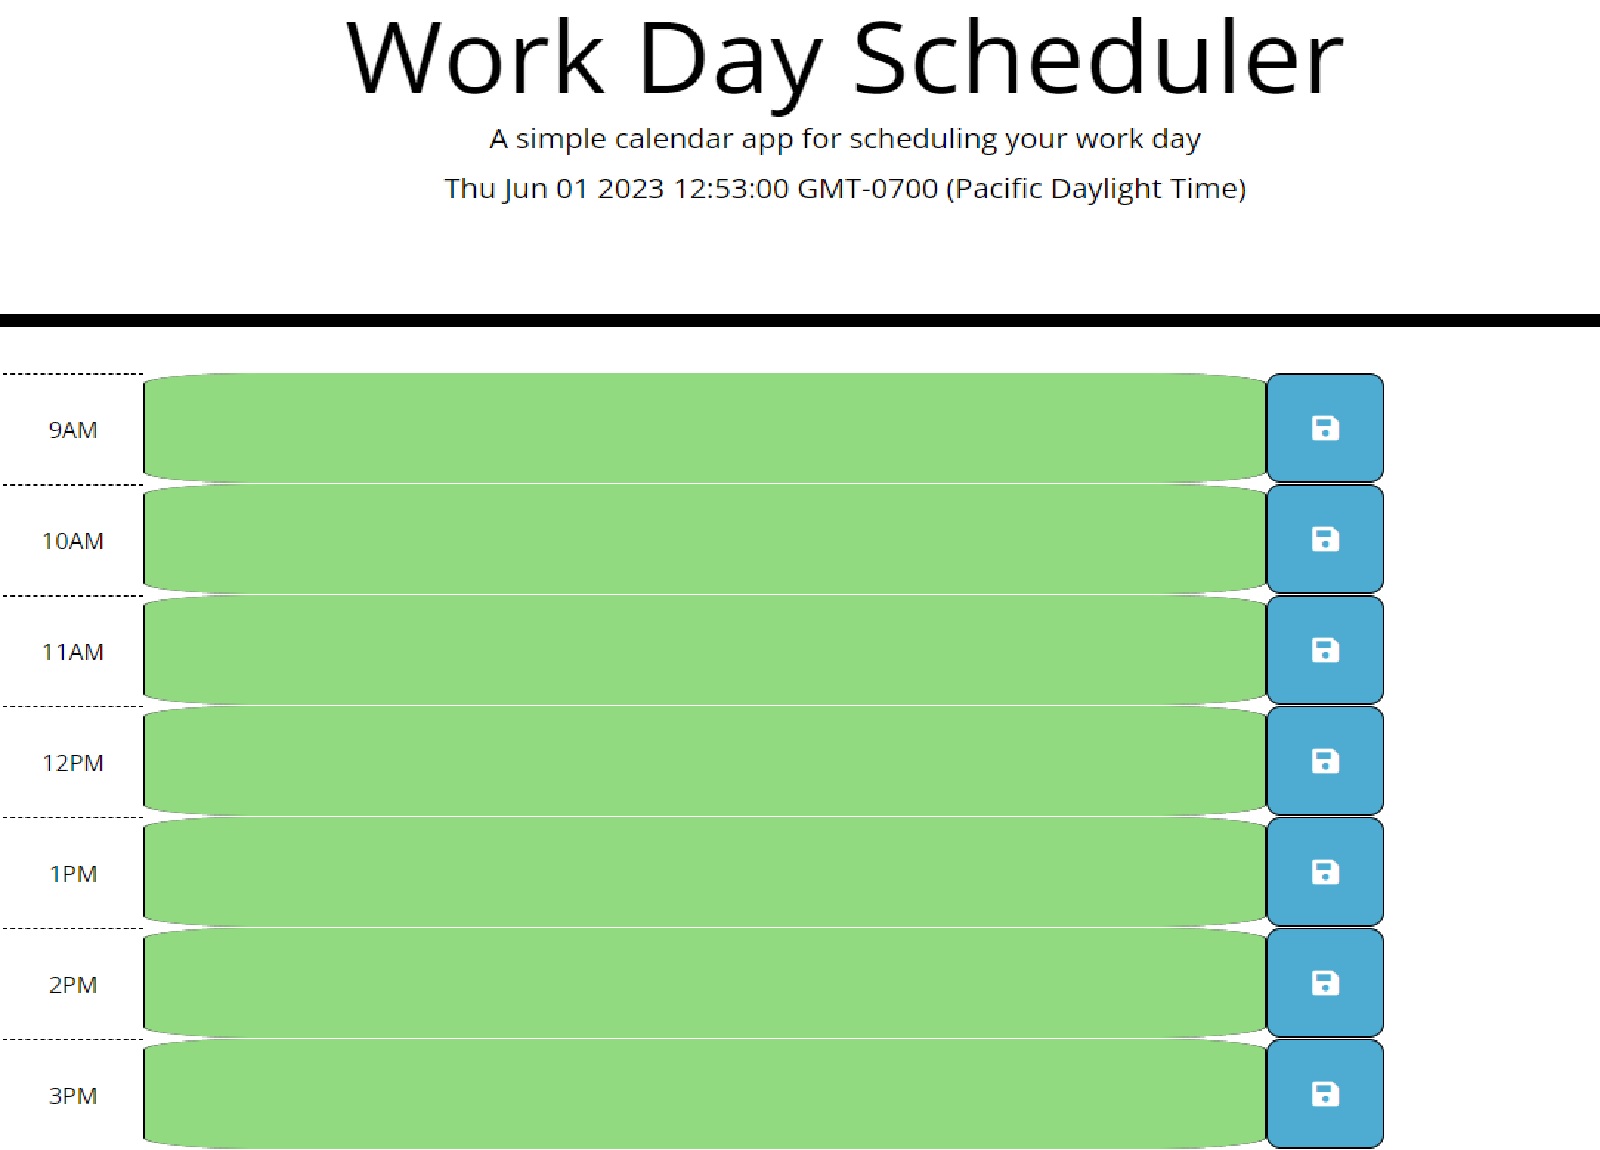 Work Day Scheduler
A simple calendar app for scheduling your work day
Thu Jun 01 2023 12:53:00 GMT-0700 (Pacific Daylight Time)
9AM
10AM
11AM
12PM
1PM
2PM
3PM